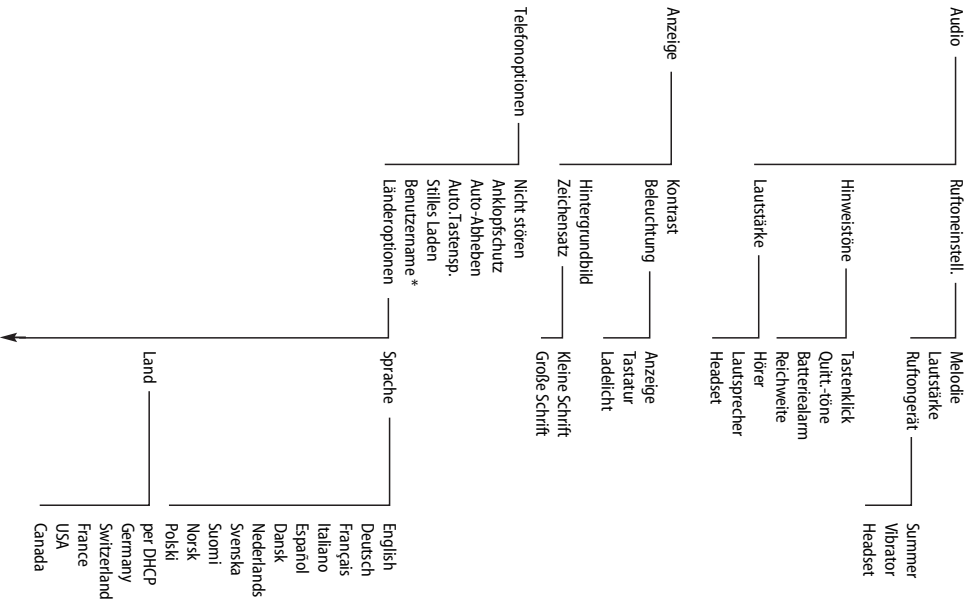 Audio
Ruftoneinstell.
Melodie
Lautstärke
Ruftongerät
Summer
Vibrator
Headset
Hinweistöne
Tastenklick
Quitt.-töne
Batteriealarm
Reichweite
Lautstärke
Hörer
Lautsprecher
Headset
Anzeige
Kontrast
Beleuchtung
Anzeige
Tastatur
Ladelicht
Hintergrundbild
Zeichensatz
Kleine Schrift
Große Schrift
Telefonoptionen
Nicht stören
Anklopfschutz
Auto-Abheben
Auto.Tastensp.
Stilles Laden
Benutzername *
Länderoptionen
Sprache
English
Deutsch
Français
Italiano
Español
Dansk
Nederlands
Svenska
Suomi
Norsk
Polski
Land
per DHCP
Germany
Switzerland
France
USA
Canada